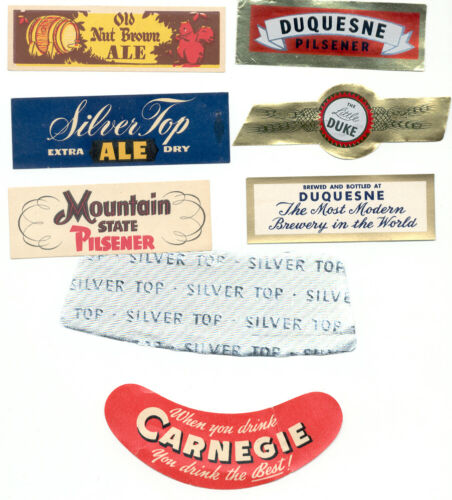 Old
Nut Brown
ALE
DUQUESNE
PILSENER
Silver Top
EXTRA ALE DRY
THE
Little
DUKE
Mountain
STATE
PILSENER
BREWED AND BOTTLED AT
DUQUESNE
The Most Modern
Brewery in the World
SILVER TOP · SILVER TOP
SILVER TOP · SILVER
TOP · SILVER TOP · SILVER TOP
SILVER TOP
When you drink
CARNEGIE
You drink the Best!